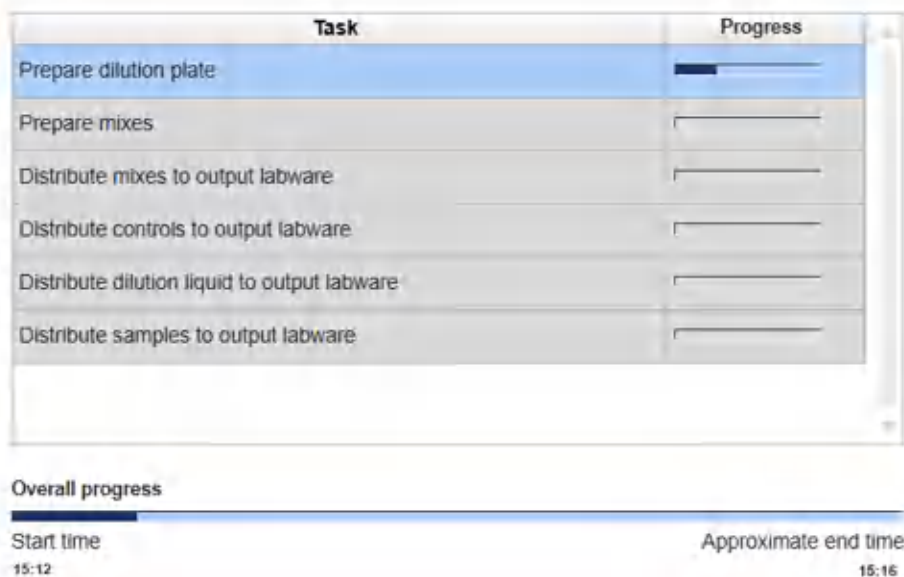 Task Progress
Prepare dilution plate
Prepare mixes
Distribute mixes to output labware
Distribute controls to output labware
Distribute dilution liquid to output labware
Distribute samples to output labware
Overall progress
Start time Approximate end time
15:12 15:16